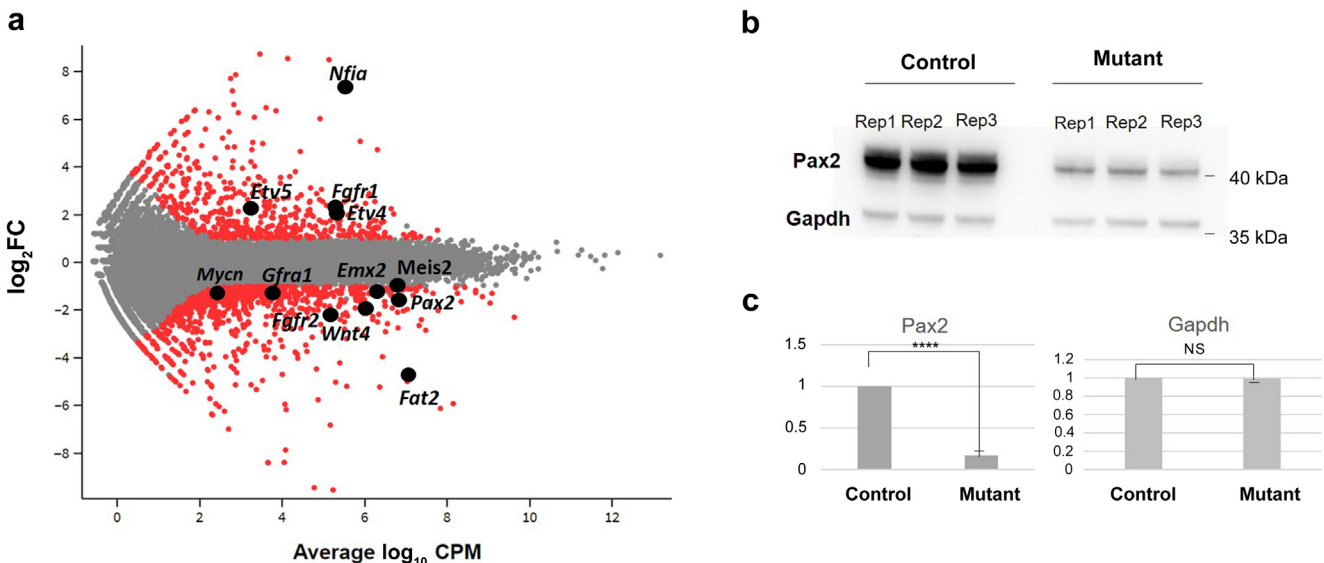 a
log₂FC
8
6
4
2
0
−2
−4
−6
−8
Nfia
Etv5
Fgfr1
Etv4
Mycn
Gfra1
Emx2
Meis2
Pax2
Fgfr2
Wnt4
Fat2
0
2
4
6
8
10
12
Average log₁₀ CPM
b
Control
Mutant
Rep1 Rep2 Rep3
Rep1 Rep2 Rep3
Pax2
Gapdh
40 kDa
35 kDa
c
Pax2
1.5
1
0.5
0
****
Control
Mutant
Gapdh
1.2
1
0.8
0.6
0.4
0.2
0
NS
Control
Mutant